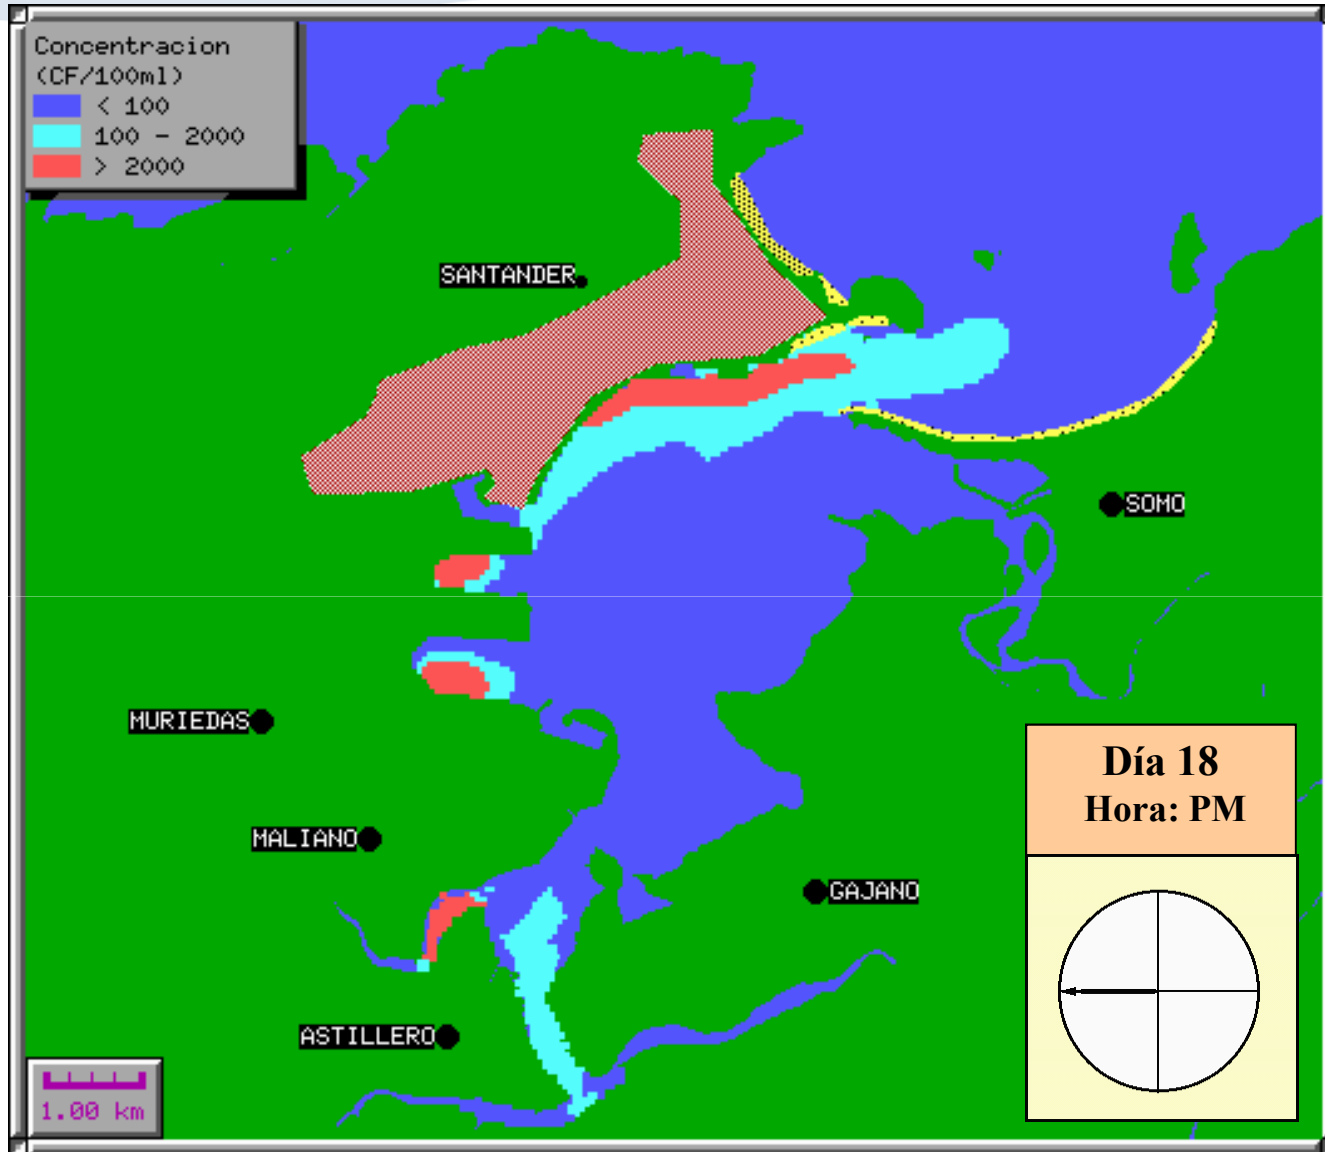 Concentracion
(CF/100ml)
< 100
100 - 2000
> 2000
SANTANDER
SOMO
MURIEDAS
Día 18
Hora: PM
MALIANO
GAJANO
ASTILLERO
1.00 km